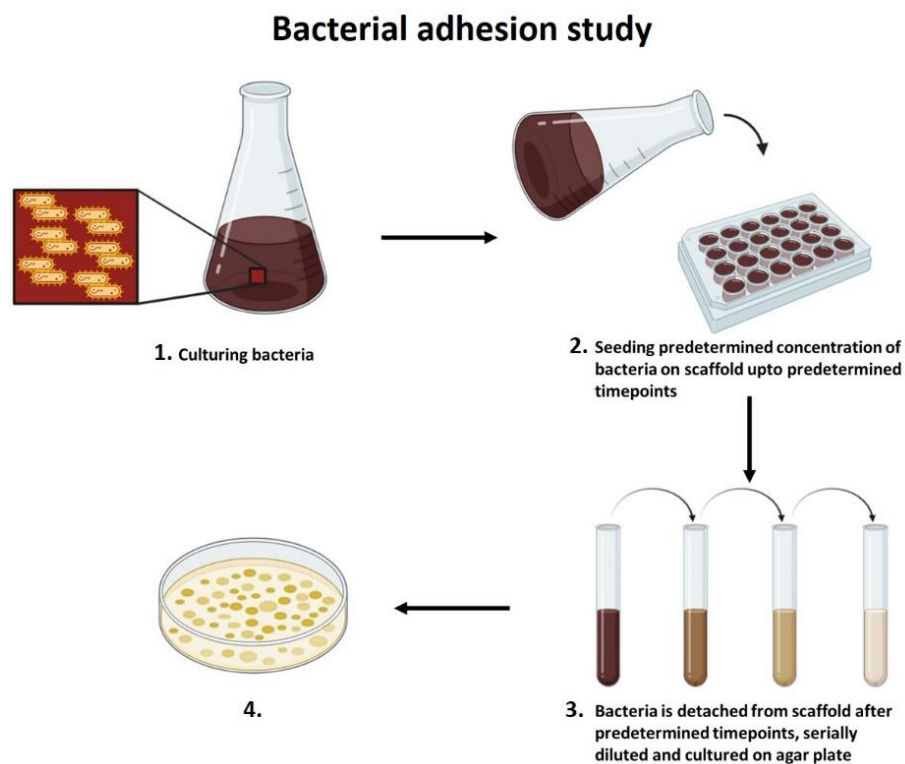 Bacterial adhesion study
1. Culturing bacteria
2. Seeding predetermined concentration of
bacteria on scaffold upto predetermined
timepoints
4.
3. Bacteria is detached from scaffold after
predetermined timepoints, serially
diluted and cultured on agar plate